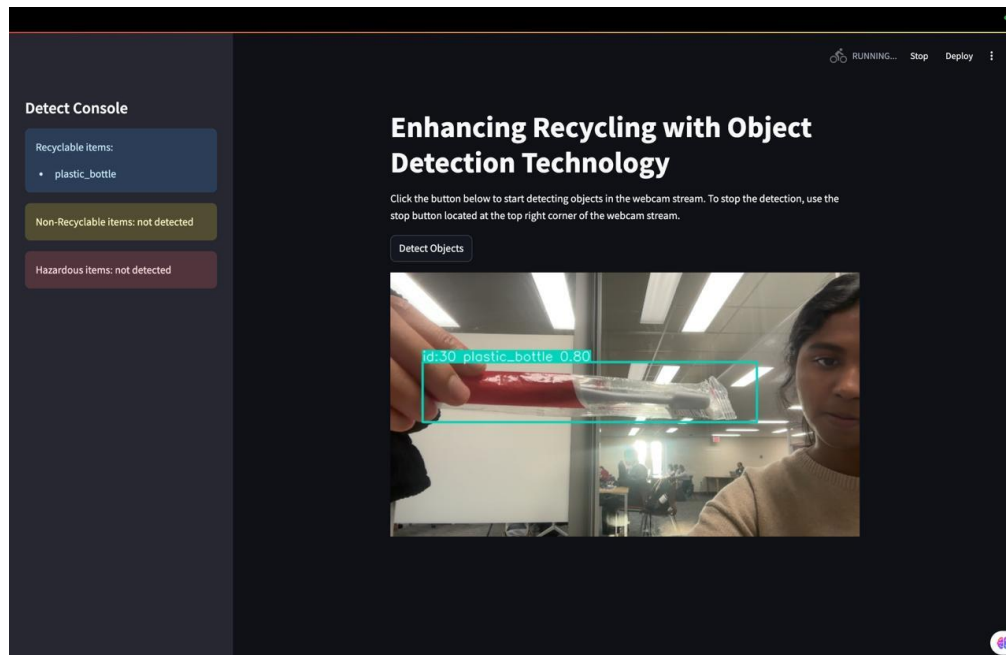 RUNNING...
Stop
Deploy
Detect Console
Recyclable items:
• plastic_bottle
Non-Recyclable items: not detected
Hazardous items: not detected
Enhancing Recycling with Object
Detection Technology
Click the button below to start detecting objects in the webcam stream. To stop the detection, use the
stop button located at the top right corner of the webcam stream.
Detect Objects
id:30 plastic_bottle 0.80